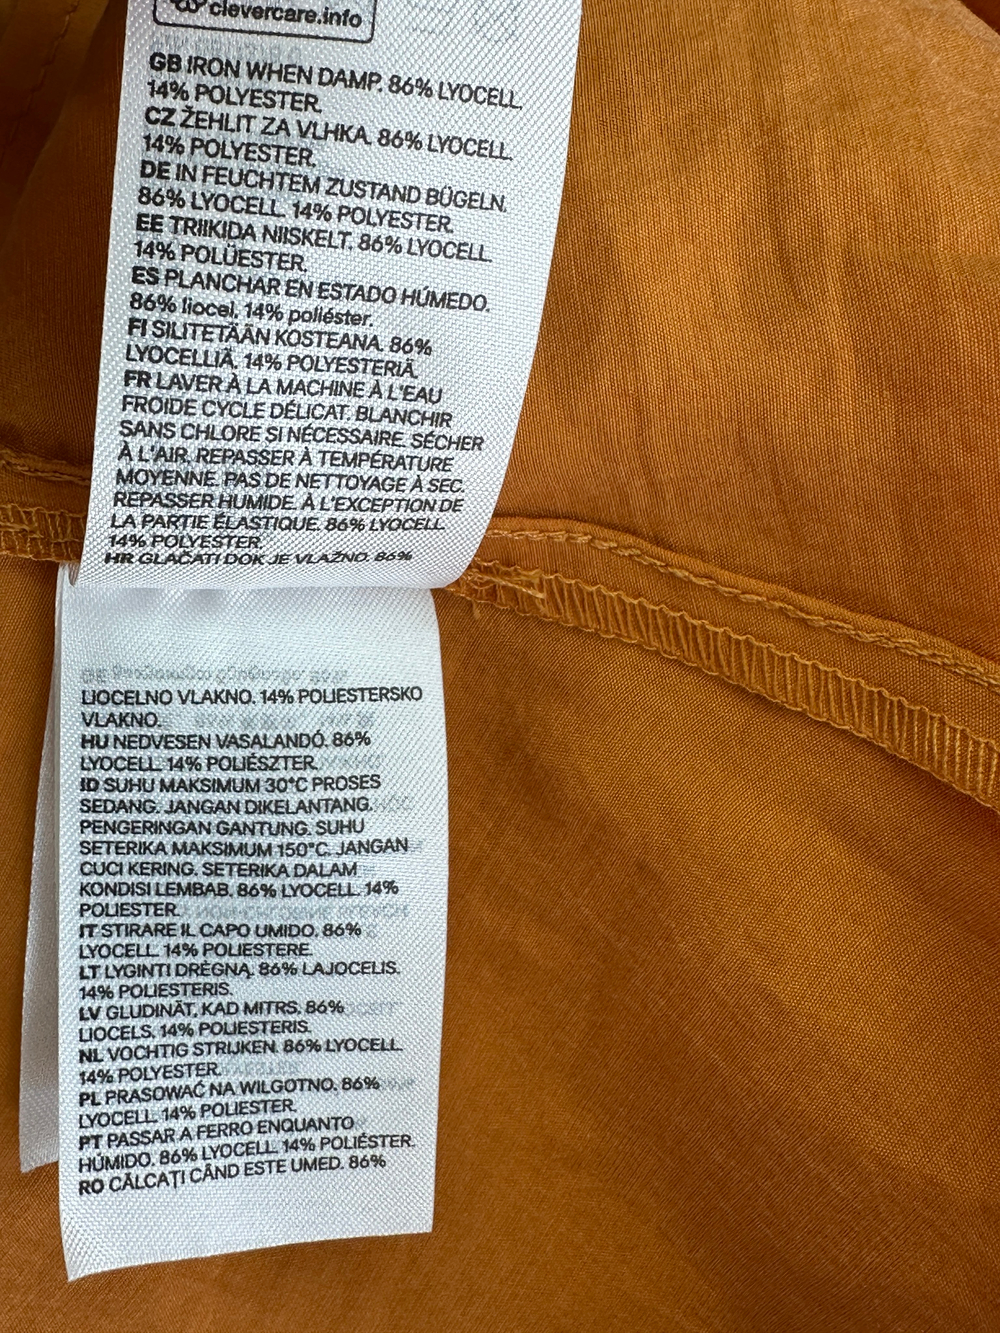 clevercare.info
GB IRON WHEN DAMP. 86% LYOCELL.
14% POLYESTER.
CZ ŽEHLIT ZA VLHKA. 86% LYOCELL.
14% POLYESTER.
DE IN FEUCHTEM ZUSTAND BÜGELN.
86% LYOCELL. 14% POLYESTER.
EE TRIIKIDA NIISKELT. 86% LYOCELL.
14% POLÜESTER.
ES PLANCHAR EN ESTADO HÚMEDO.
86% liocel. 14% poliéster.
FI SILITETÄÄN KOSTEANA. 86%
LYOCELLIÄ. 14% POLYESTERIÄ.
FR LAVER À LA MACHINE À L'EAU
FROIDE CYCLE DÉLICAT. BLANCHIR
SANS CHLORE SI NÉCESSAIRE. SÉCHER
À L'AIR. REPASSER À TEMPÉRATURE
MOYENNE. PAS DE NETTOYAGE À SEC.
REPASSER HUMIDE. À L'EXCEPTION DE
LA PARTIE ÉLASTIQUE. 86% LYOCELL.
14% POLYESTER.
HR GLAČATI DOK JE VLAŽNO. 86%
LIOCELNO VLAKNO. 14% POLIESTERSKO
VLAKNO.
HU NEDVESEN VASALANDÓ. 86%
LYOCELL. 14% POLIÉSZTER.
ID SUHU MAKSIMUM 30°C PROSES
SEDANG. JANGAN DIKELANTANG.
PENGERINGAN GANTUNG. SUHU
SETERIKA MAKSIMUM 150°C. JANGAN
CUCI KERING. SETERIKA DALAM
KONDISI LEMBAB. 86% LYOCELL. 14%
POLIESTER.
IT STIRARE IL CAPO UMIDO. 86%
LYOCELL. 14% POLIESTERE.
LT LYGINTI DRĖGNĄ. 86% LAJOCELIS.
14% POLIESTERIS.
LV GLUDINĀT, KAD MITRS. 86%
LIOCELS. 14% POLIESTERIS.
NL VOCHTIG STRIJKEN. 86% LYOCELL.
14% POLYESTER.
PL PRASOWAĆ NA WILGOTNO. 86%
LYOCELL. 14% POLIESTER.
PT PASSAR A FERRO ENQUANTO
HÚMIDO. 86% LYOCELL. 14% POLIÉSTER.
RO CĂLCAȚI CÂND ESTE UMED. 86%